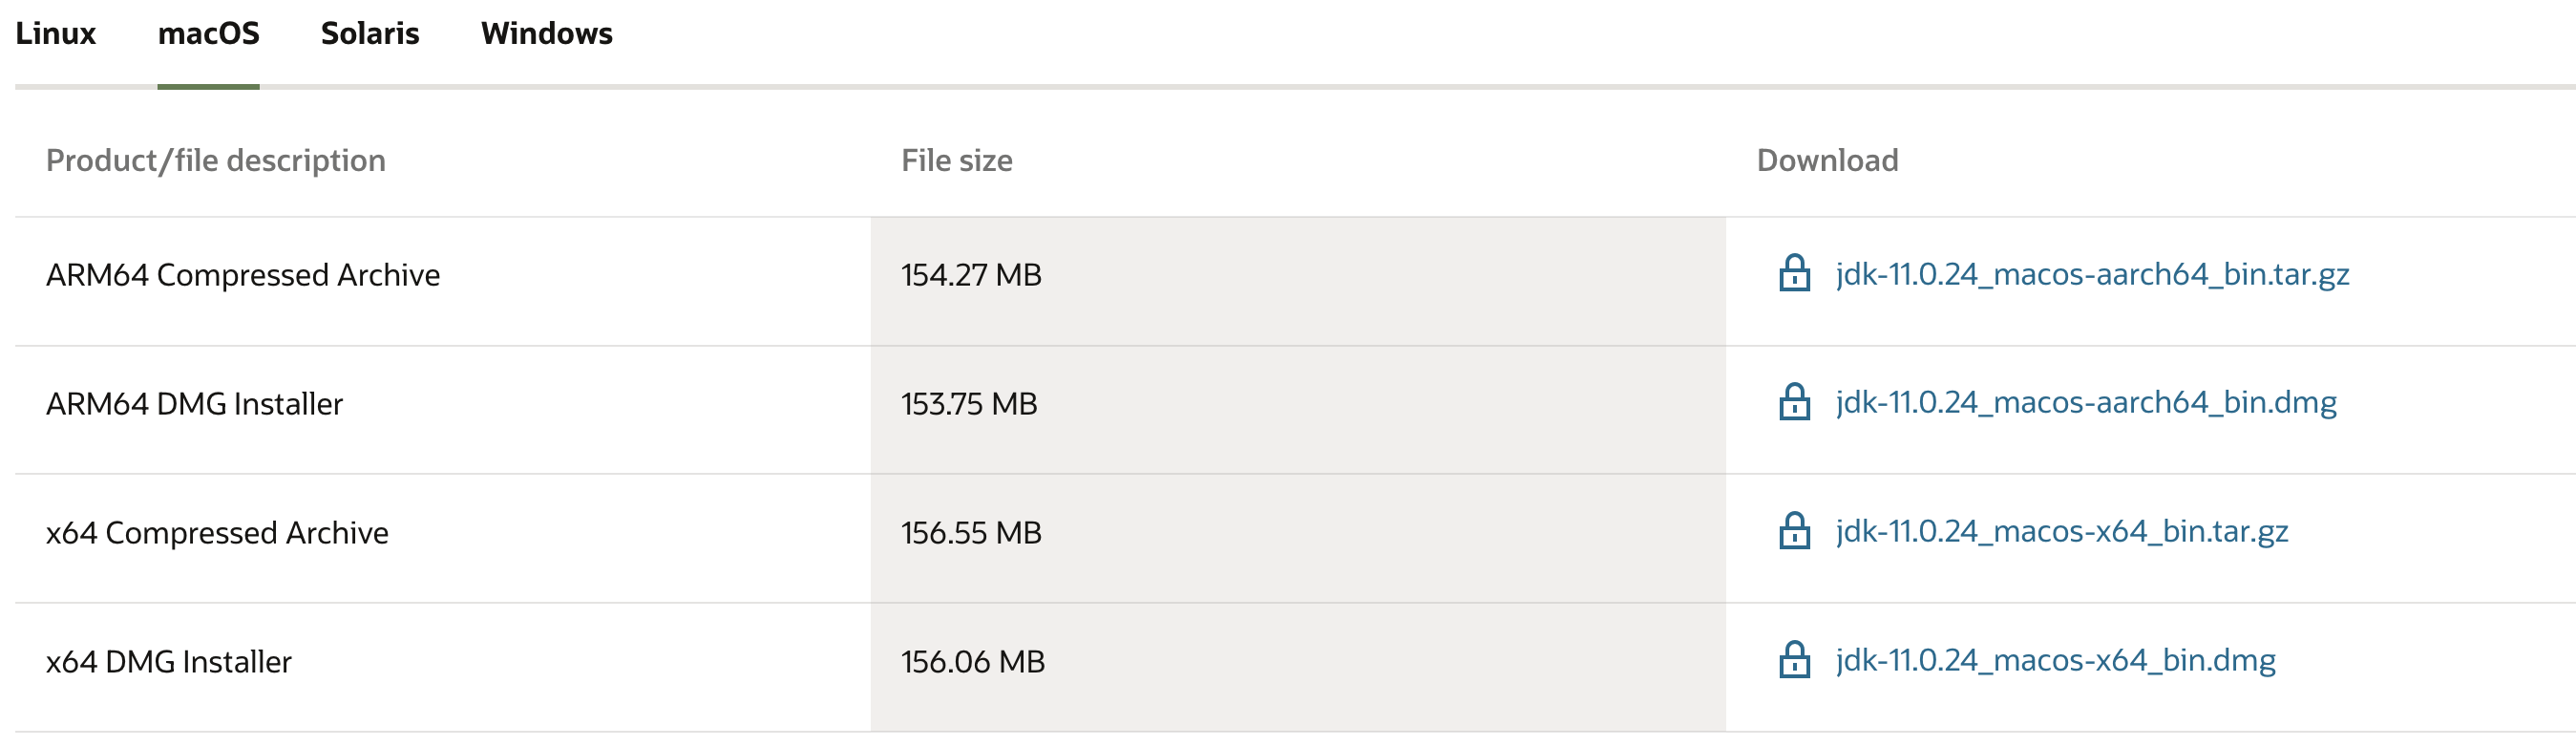 Linux macOS Solaris Windows
Product/file description File size Download
ARM64 Compressed Archive 154.27 MB jdk-11.0.24_macos-aarch64_bin.tar.gz
ARM64 DMG Installer 153.75 MB jdk-11.0.24_macos-aarch64_bin.dmg
x64 Compressed Archive 156.55 MB jdk-11.0.24_macos-x64_bin.tar.gz
x64 DMG Installer 156.06 MB jdk-11.0.24_macos-x64_bin.dmg